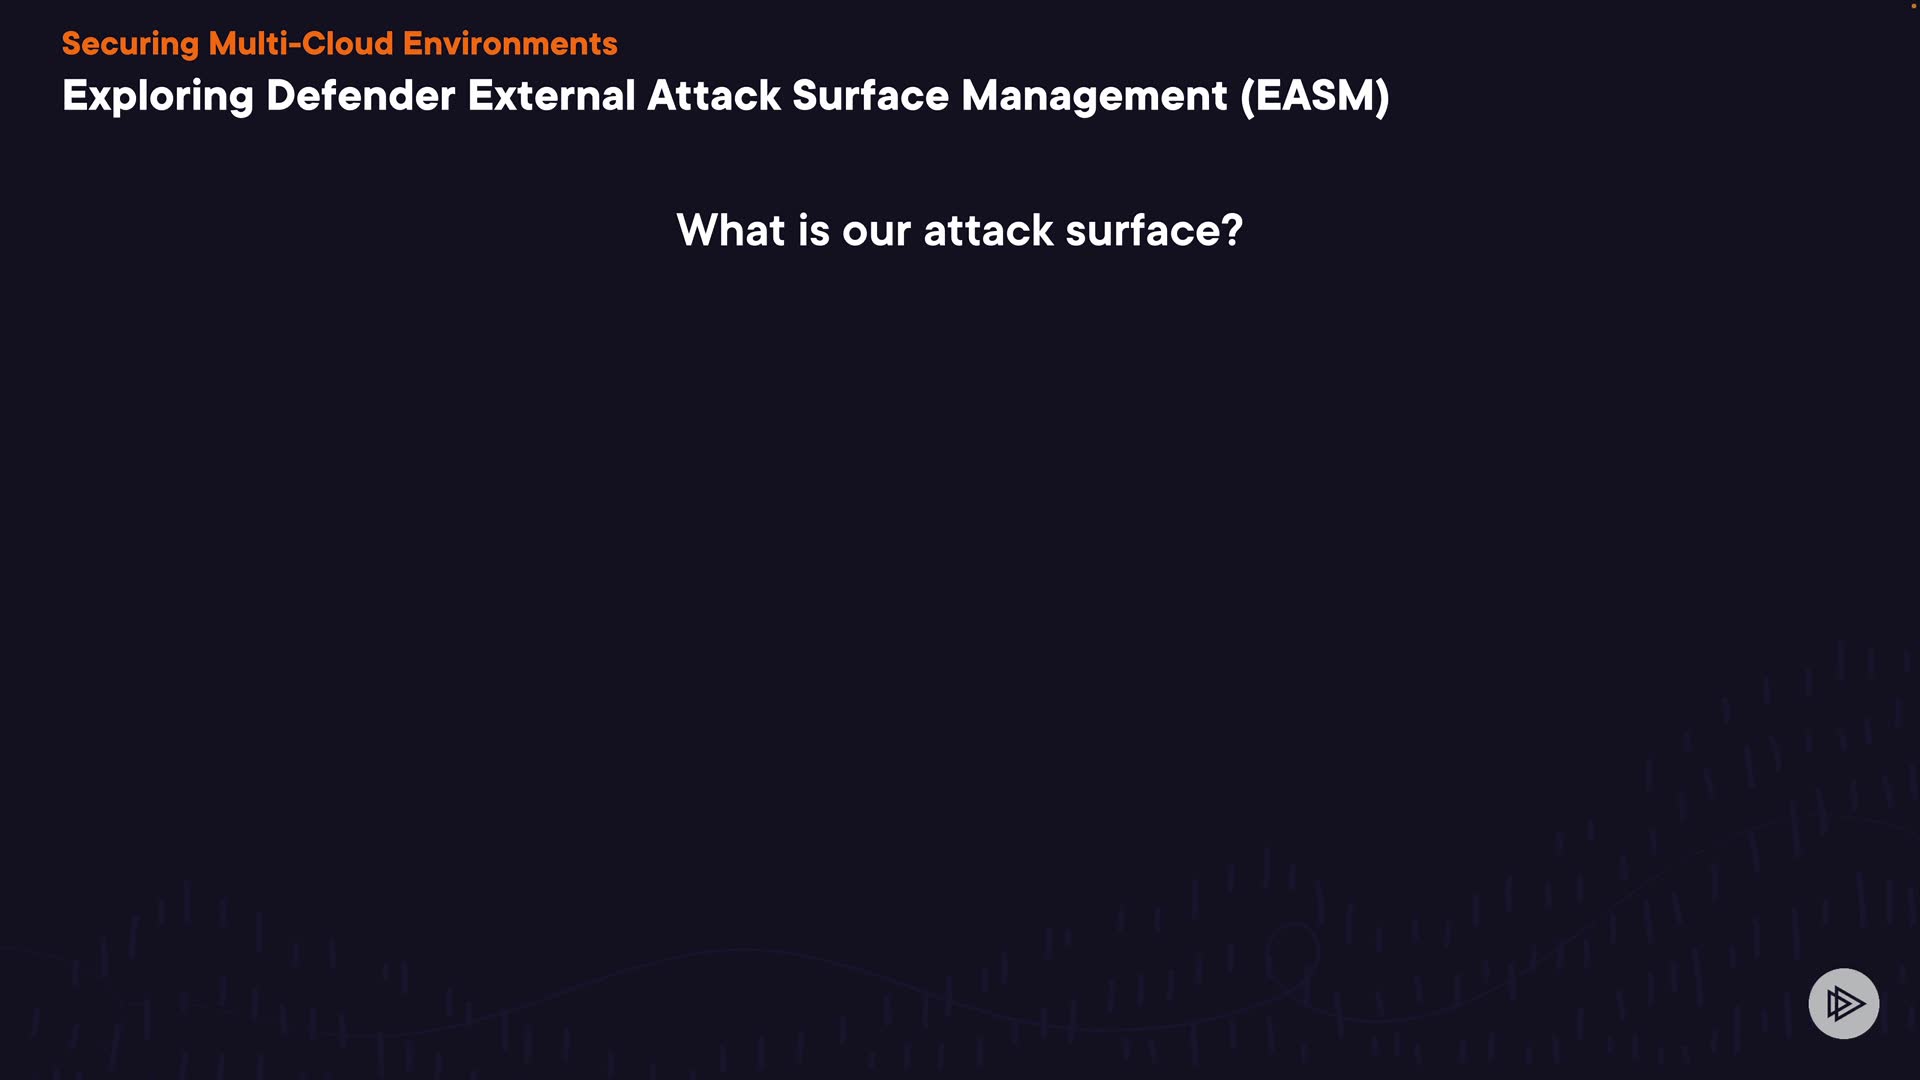 Securing Multi-Cloud Environments
Exploring Defender External Attack Surface Management (EASM)
What is our attack surface?